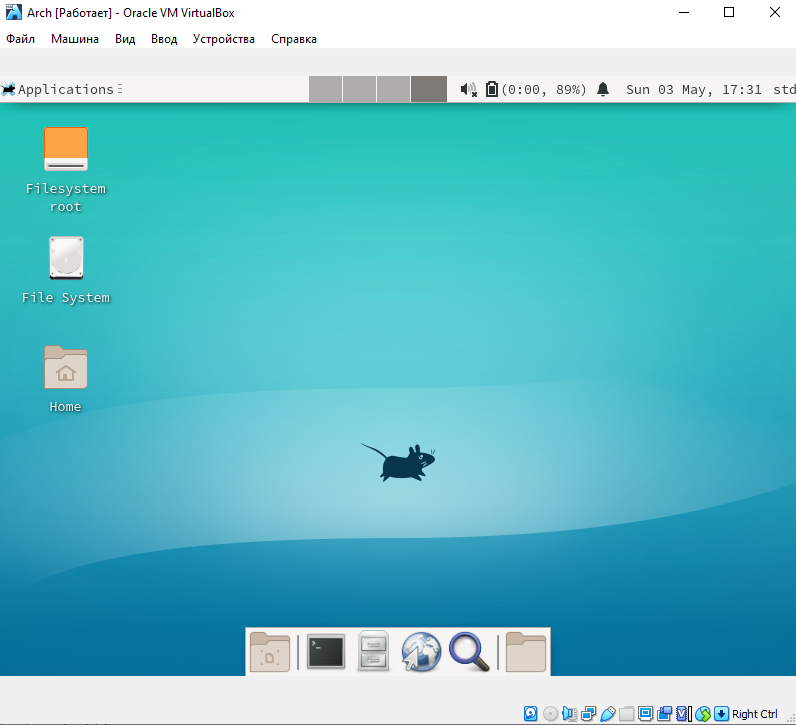 Arch [Работает] - Oracle VM VirtualBox
Файл Машина Вид Ввод Устройства Справка
Applications (0:00, 89%) Sun 03 May, 17:31 std
Filesystem
root
File System
Home
Right Ctrl